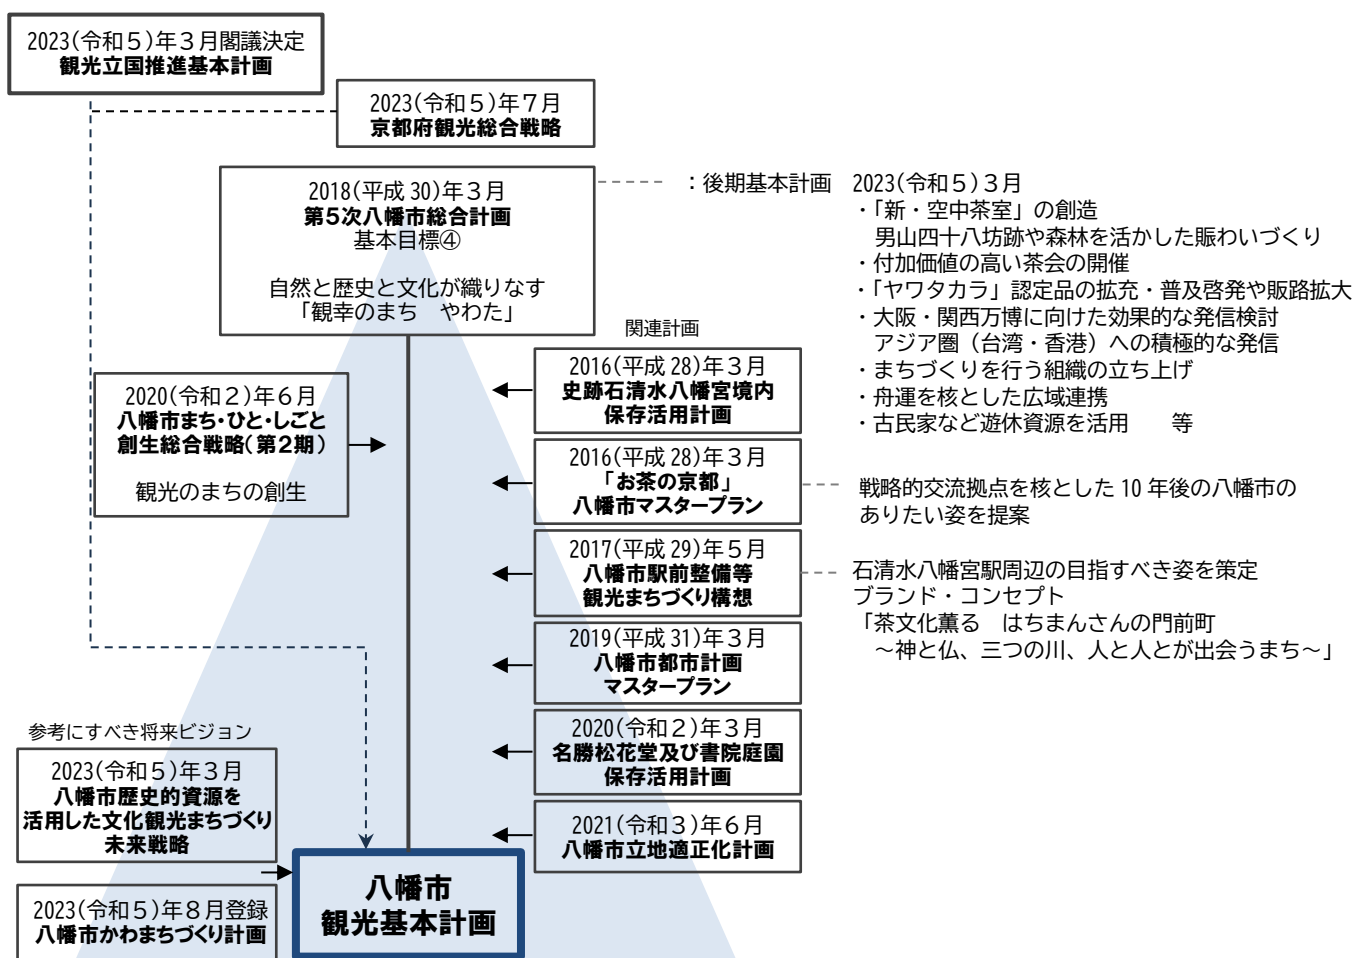 2023(令和５)年３月閣議決定
観光立国推進基本計画
2023(令和５)年７月
京都府観光総合戦略
2018(平成 30)年３月
第５次八幡市総合計画
基本目標④
自然と歴史と文化が織りなす
「観幸のまち　やわた」
：後期基本計画　2023(令和５)３月
・「新・空中茶室」の創造
男山四十八坊跡や森林を活かした賑わいづくり
・付加価値の高い茶会の開催
・「ヤワタカラ」認定品の拡充・普及啓発や販路拡大
・大阪・関西万博に向けた効果的な発信検討
アジア圏（台湾・香港）への積極的な発信
・まちづくりを行う組織の立ち上げ
・舟運を核とした広域連携
・古民家など遊休資源を活用　　等
2020(令和２)年６月
八幡市まち・ひと・しごと
創生総合戦略（第２期）
観光のまちの創生
関連計画
2016(平成 28)年３月
史跡石清水八幡宮境内
保存活用計画
2016(平成 28)年３月
「お茶の京都」
八幡市マスタープラン
戦略的交流拠点を核とした 10 年後の八幡市の
ありたい姿を提案
2017(平成 29)年５月
八幡市駅前整備等
観光まちづくり構想
石清水八幡宮駅周辺の目指すべき姿を策定
ブランド・コンセプト
「茶文化薫る　はちまんさんの門前町
～神と仏、三つの川、人と人とが出会うまち～」
2019(平成 31)年３月
八幡市都市計画
マスタープラン
2020(令和２)年３月
名勝松花堂及び書院庭園
保存活用計画
2021(令和３)年６月
八幡市立地適正化計画
参考にすべき将来ビジョン
2023(令和５)年３月
八幡市歴史的資源を
活用した文化観光まちづくり
未来戦略
2023(令和５)年８月登録
八幡市かわまちづくり計画
八幡市
観光基本計画